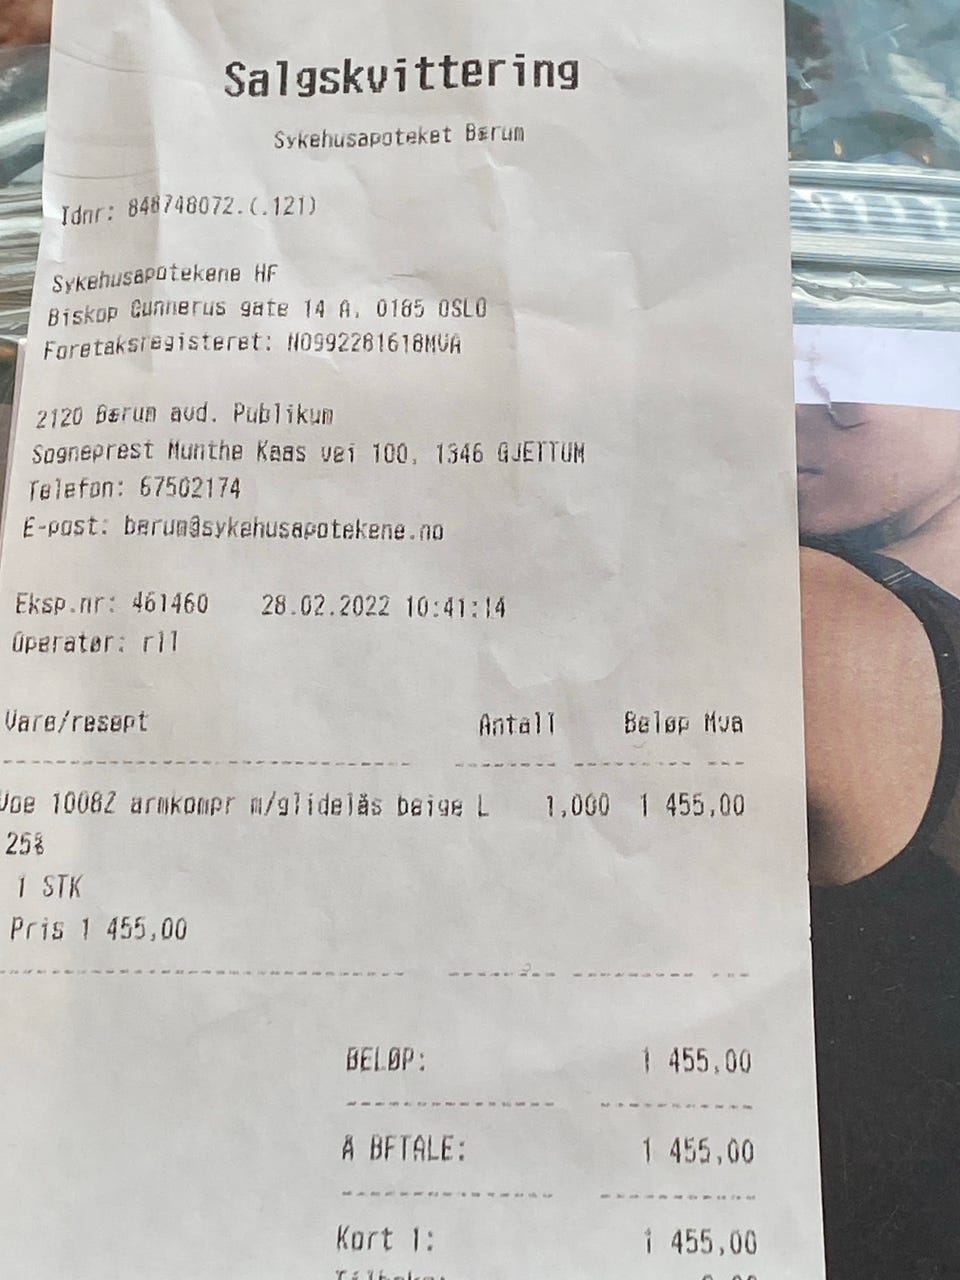 Salgskvittering
Sykehusapoteket Bærum
Idnr: 848748072.(.121)
Sykehusapotekene HF
Biskop Gunnerus gate 14 A, 0185 OSLO
Foretaksregisteret: NO992281618MVA
2120 Bærum avd. Publikum
Sogneprest Munthe Kaas vei 100, 1346 GJETTUM
Telefon: 67502174
E-post: berum@sykehusapotekene.no
Eksp.nr: 461460 28.02.2022 10:41:14
Operatør: rll
Vare/resept Antall Beløp Mva
Voe 1008Z armkompr m/glidelås beige L 1,000 1 455,00
25%
1 STK
Pris 1 455,00
BELØP: 1 455,00
Å BETALE: 1 455,00
Kort 1: 1 455,00